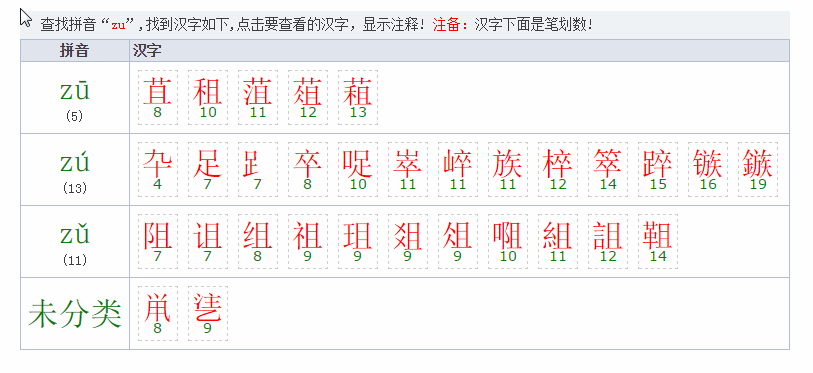 查找拼音“zu”,找到汉字如下,点击要查看的汉字，显示注释! 注备：汉字下面是笔划数!
拼音 汉字
zū 苴 租 菹 葅 蒩
(5) 8 10 11 12 13
zú 卆 足 ⻊ 卒 哫 崒 崪 族 椊 箤 踤 镞 鏃
(13) 4 7 7 8 10 11 11 11 12 14 15 16 19
zǔ 阻 诅 组 祖 珇 爼 俎 唨 組 詛 靻
(11) 7 7 8 9 9 9 9 10 11 12 14
未分类
8 9